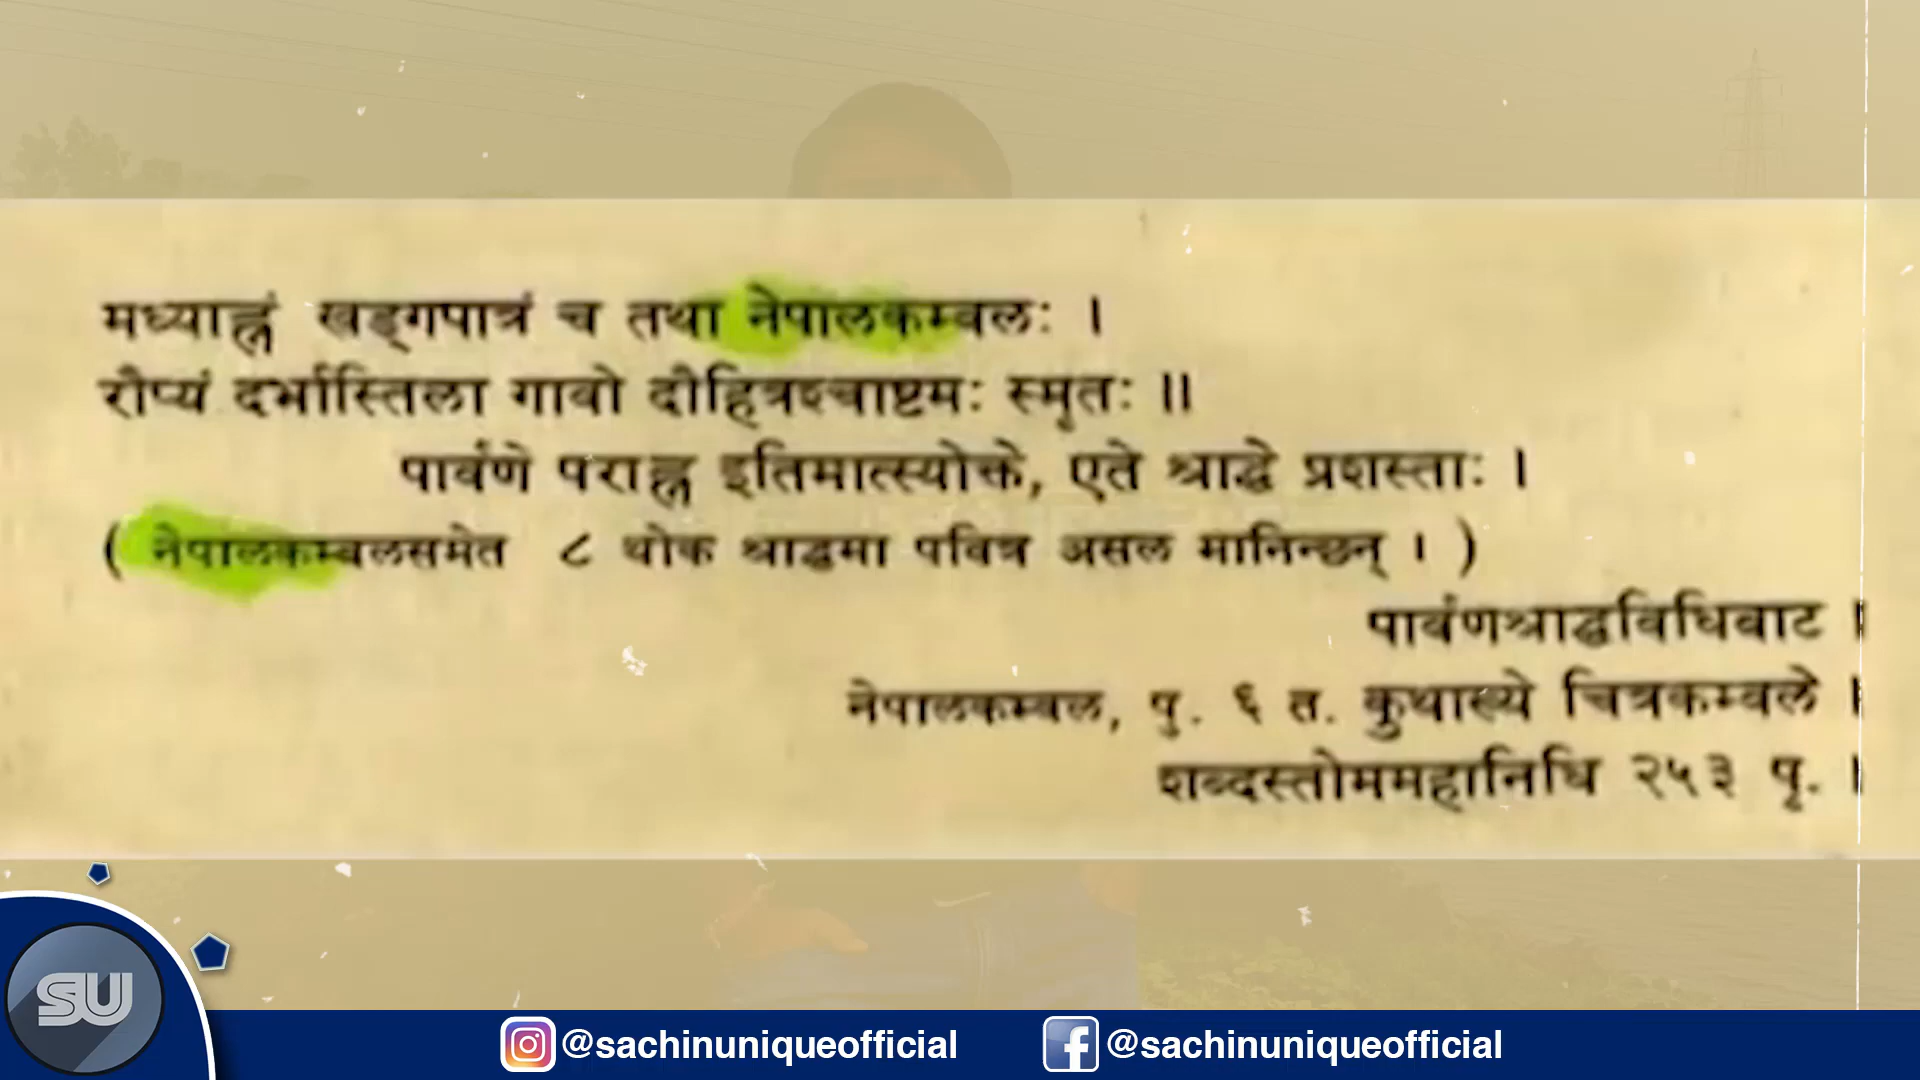 मध्याह्नं खड्गपात्रं च तथा नेपालकम्बलः ।
रौप्यं दर्भास्तिला गावो दौहित्रश्चाष्टमः स्मृतः ॥
पार्वणे पराह्न इतिमात्स्योक्ते, एते श्राद्धे प्रशस्ताः ।
( नेपालकम्बलसमेत ८ थोक श्राद्धमा पवित्र असल मानिन्छन् । )
पार्वणश्राद्धविधिबाट ।
नेपालकम्बल, पु. ६ त. कुथाख्ये चित्रकम्बले ।
शब्दस्तोममहानिधि २५३ पृ. ।
SU
@sachinuniqueofficial
@sachinuniqueofficial